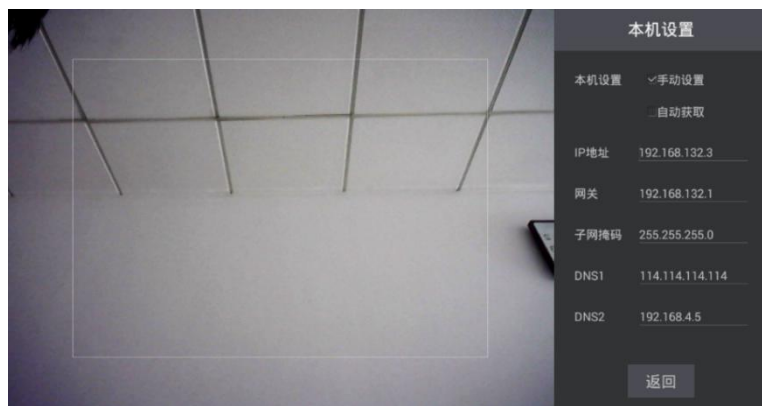 本机设置
本机设置 手动设置
自动获取
IP地址 192.168.132.3
网关 192.168.132.1
子网掩码 255.255.255.0
DNS1 114.114.114.114
DNS2 192.168.4.5
返回